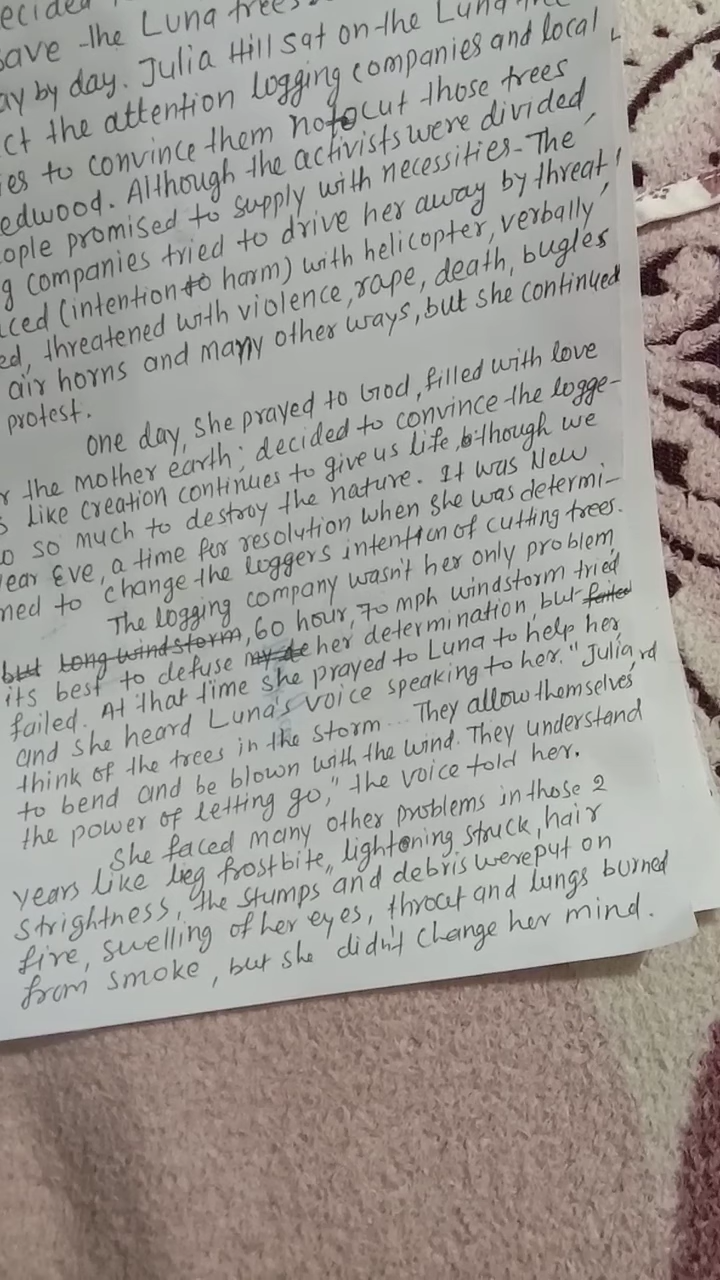 save the Luna trees
ay by day. Julia Hill sat on the Luna
ct the attention logging companies and local
es to convince them not to cut those trees
edwood. Although the activists were divided,
ople promised to supply with necessities. The
g companies tried to drive her away by threat!
ced (intention to harm) with helicopter, verbally
ed, threatened with violence, rape, death, bugles
air horns and many other ways, but she continued
protest.
one day, she prayed to God, filled with love
r the mother earth; decided to convince the logge-
s like creation continues to give us life, though we
o so much to destroy the nature. It was New
ear Eve, a time for resolution when she was determi-
ned to change the loggers intention of cutting trees.
The logging company wasn't her only problem,
but long windstorm, 60 hour, 70 mph windstorm tried
its best to defuse my de her determination but failed
failed. At that time she prayed to Luna to help her
and she heard Luna's voice speaking to her. "Julia,
think of the trees in the storm... They allow themselves
to bend and be blown with the wind. They understand
the power of letting go," the voice told her.
She faced many other problems in those 2
years like leg frostbite, lightening struck, hair
strightness, the stumps and debris were put on
fire, swelling of her eyes, throat and lungs burned
from smoke, but she didn't change her mind.